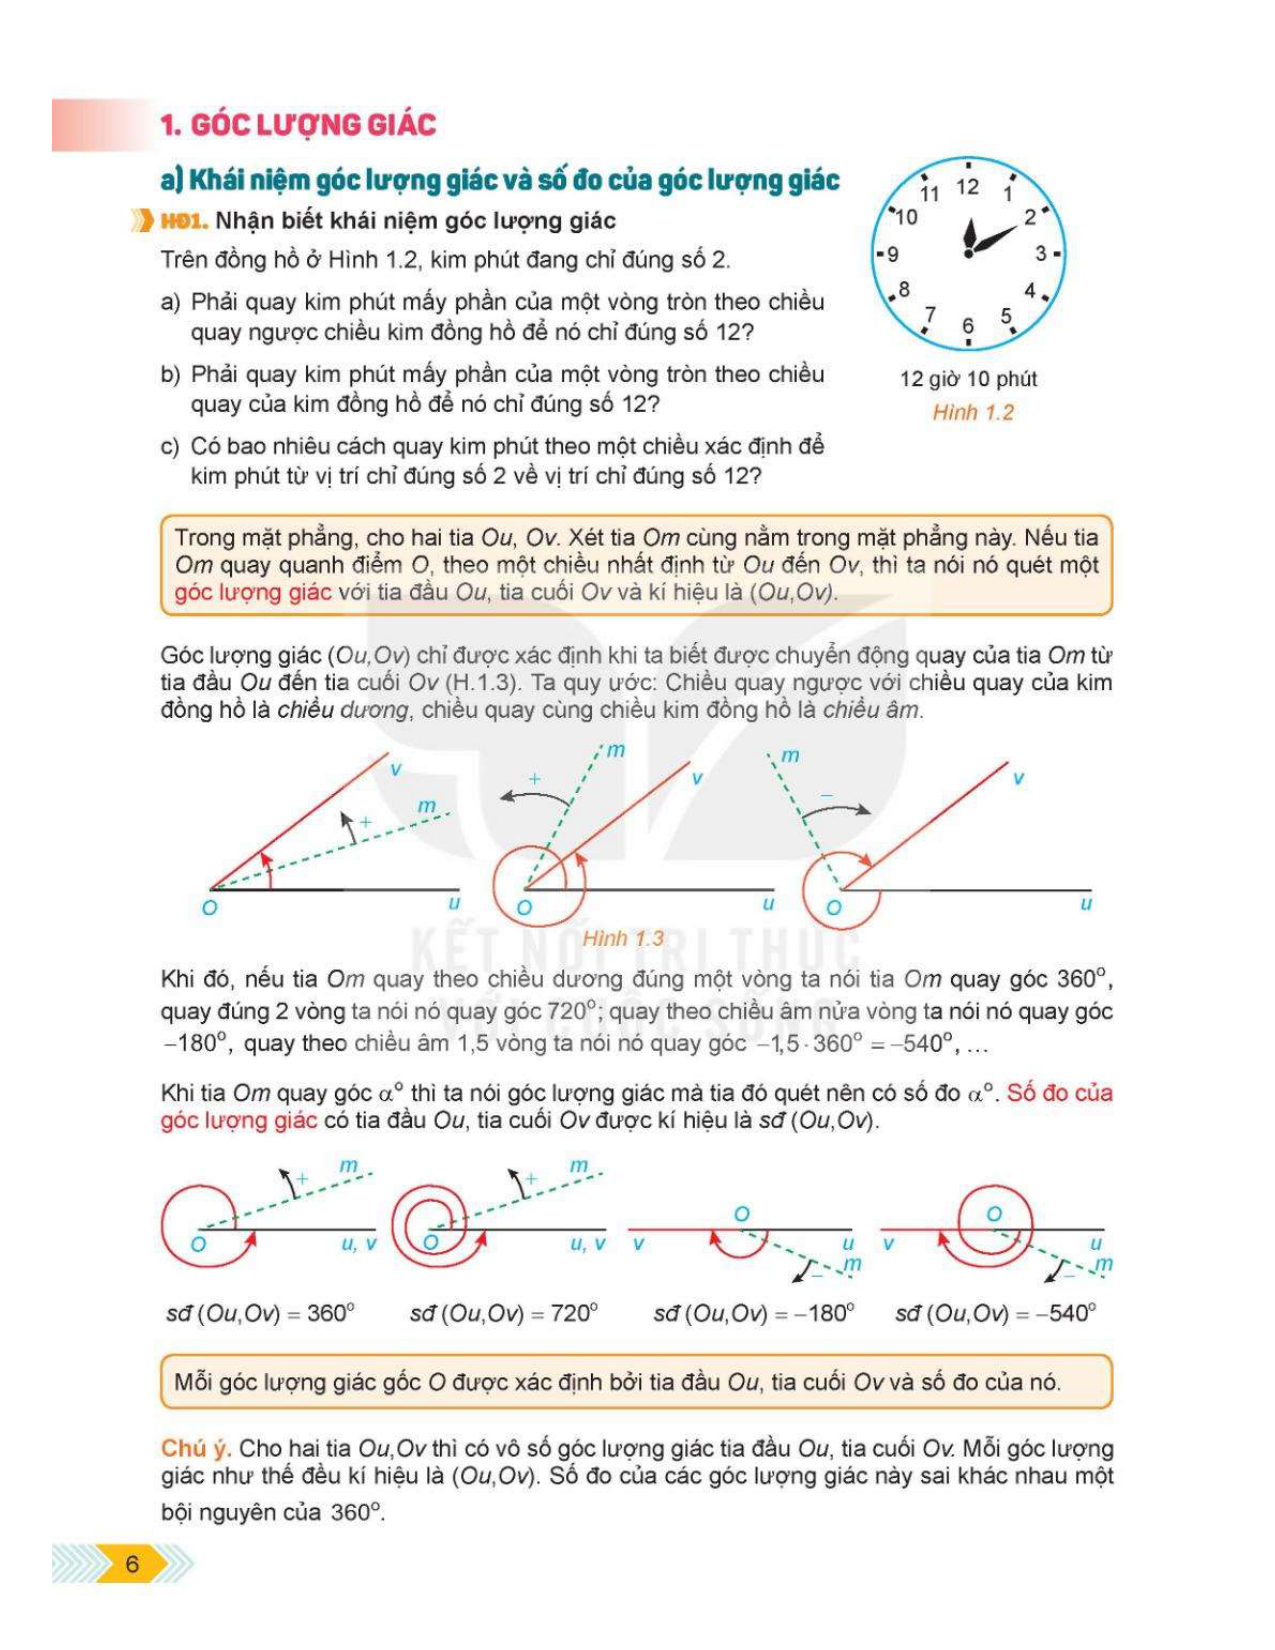 1. GÓC LƯỢNG GIÁC
a) Khái niệm góc lượng giác và số đo của góc lượng giác
HĐ1. Nhận biết khái niệm góc lượng giác
Trên đồng hồ ở Hình 1.2, kim phút đang chỉ đúng số 2.
a) Phải quay kim phút mấy phần của một vòng tròn theo chiều
quay ngược chiều kim đồng hồ để nó chỉ đúng số 12?
b) Phải quay kim phút mấy phần của một vòng tròn theo chiều
quay của kim đồng hồ để nó chỉ đúng số 12?
c) Có bao nhiêu cách quay kim phút theo một chiều xác định để
kim phút từ vị trí chỉ đúng số 2 về vị trí chỉ đúng số 12?
11 12 1
10 2
9 3
8 4
7 6 5
12 giờ 10 phút
Hình 1.2
Trong mặt phẳng, cho hai tia Ou, Ov. Xét tia Om cùng nằm trong mặt phẳng này. Nếu tia
Om quay quanh điểm O, theo một chiều nhất định từ Ou đến Ov, thì ta nói nó quét một
góc lượng giác với tia đầu Ou, tia cuối Ov và kí hiệu là (Ou,Ov).
Góc lượng giác (Ou,Ov) chỉ được xác định khi ta biết được chuyển động quay của tia Om từ
tia đầu Ou đến tia cuối Ov (H.1.3). Ta quy ước: Chiều quay ngược với chiều quay của kim
đồng hồ là chiều dương, chiều quay cùng chiều kim đồng hồ là chiều âm.
v m + O u
m + v O u
m − v O u
Hình 1.3
KẾT NỐI TRI THỨC
VỚI CUỘC SỐNG
Khi đó, nếu tia Om quay theo chiều dương đúng một vòng ta nói tia Om quay góc 360°,
quay đúng 2 vòng ta nói nó quay góc 720°; quay theo chiều âm nửa vòng ta nói nó quay góc
−180°, quay theo chiều âm 1,5 vòng ta nói nó quay góc −1,5·360° = −540°, ...
Khi tia Om quay góc α° thì ta nói góc lượng giác mà tia đó quét nên có số đo α°. Số đo của
góc lượng giác có tia đầu Ou, tia cuối Ov được kí hiệu là sđ (Ou,Ov).
m + O u, v
m + O u, v
O v u − m
O v u − m
sđ (Ou,Ov) = 360° sđ (Ou,Ov) = 720° sđ (Ou,Ov) = −180° sđ (Ou,Ov) = −540°
Mỗi góc lượng giác gốc O được xác định bởi tia đầu Ou, tia cuối Ov và số đo của nó.
Chú ý. Cho hai tia Ou,Ov thì có vô số góc lượng giác tia đầu Ou, tia cuối Ov. Mỗi góc lượng
giác như thế đều kí hiệu là (Ou,Ov). Số đo của các góc lượng giác này sai khác nhau một
bội nguyên của 360°.
6